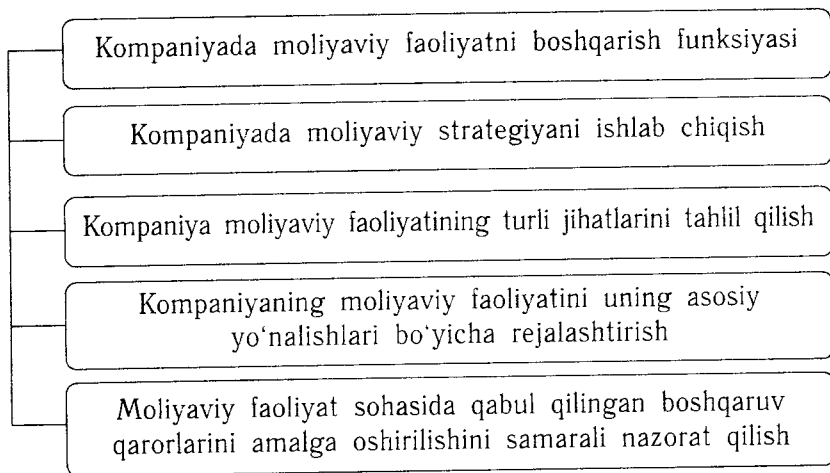 Kompaniyada moliyaviy faoliyatni boshqarish funksiyasi
Kompaniyada moliyaviy strategiyani ishlab chiqish
Kompaniya moliyaviy faoliyatining turli jihatlarini tahlil qilish
Kompaniyaning moliyaviy faoliyatini uning asosiy
yo‘nalishlari bo‘yicha rejalashtirish
Moliyaviy faoliyat sohasida qabul qilingan boshqaruv
qarorlarini amalga oshirilishini samarali nazorat qilish